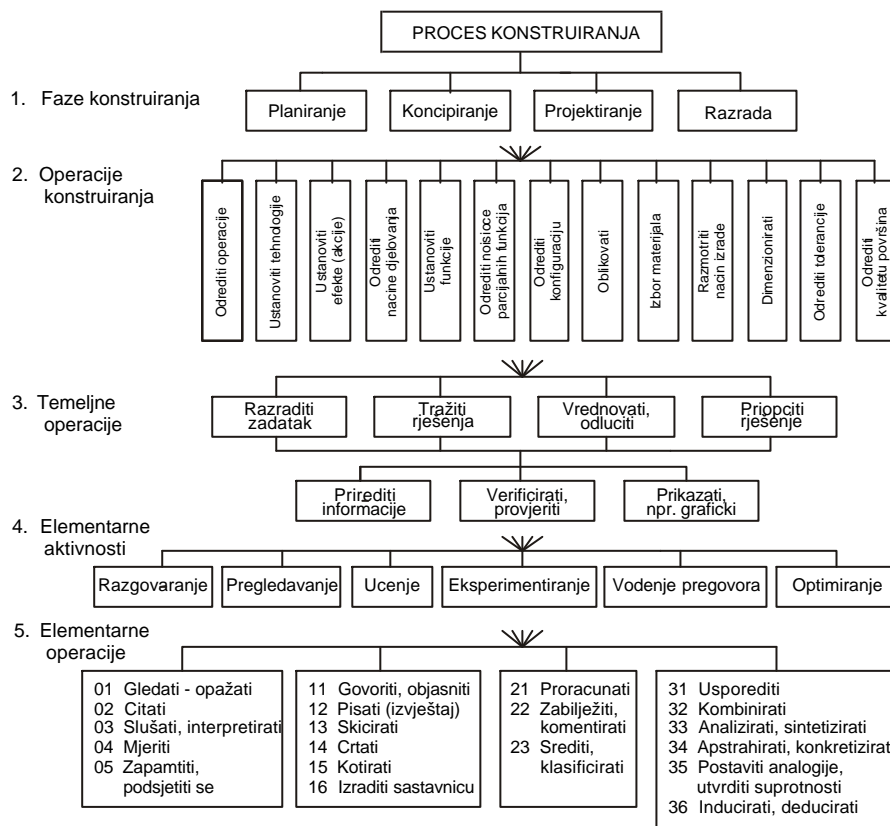 PROCES KONSTRUIRANJA
1. Faze konstruiranja
Planiranje
Koncipiranje
Projektiranje
Razrada
2. Operacije
konstruiranja
Odrediti operacije
Ustanoviti tehnologije
Ustanoviti
efekte (akcije)
Odrediti
nacine djelovanja
Ustanoviti
funkcije
Odrediti noisioce
parcijalnih funkcija
Odrediti
konfiguraciju
Oblikovati
Izbor materijala
Razmotriti
nacin izrade
Dimenzionirati
Odrediti tolerancije
Odrediti
kvalitetu površina
3. Temeljne
operacije
Razraditi
zadatak
Tražiti
rješenja
Vrednovati,
odluciti
Priopciti
rješenje
Prirediti
informacije
Verificirati,
provjeriti
Prikazati,
npr. graficki
4. Elementarne
aktivnosti
Razgovaranje
Pregledavanje
Ucenje
Eksperimentiranje
Vodenje pregovora
Optimiranje
5. Elementarne
operacije
01 Gledati - opažati
02 Citati
03 Slušati, interpretirati
04 Mjeriti
05 Zapamtiti,
podsjetiti se
11 Govoriti, objasniti
12 Pisati (izvještaj)
13 Skicirati
14 Crtati
15 Kotirati
16 Izraditi sastavnicu
21 Proracunati
22 Zabilježiti,
komentirati
23 Srediti,
klasificirati
31 Usporediti
32 Kombinirati
33 Analizirati, sintetizirati
34 Apstrahirati, konkretizirati
35 Postaviti analogije,
utvrditi suprotnosti
36 Inducirati, deducirati